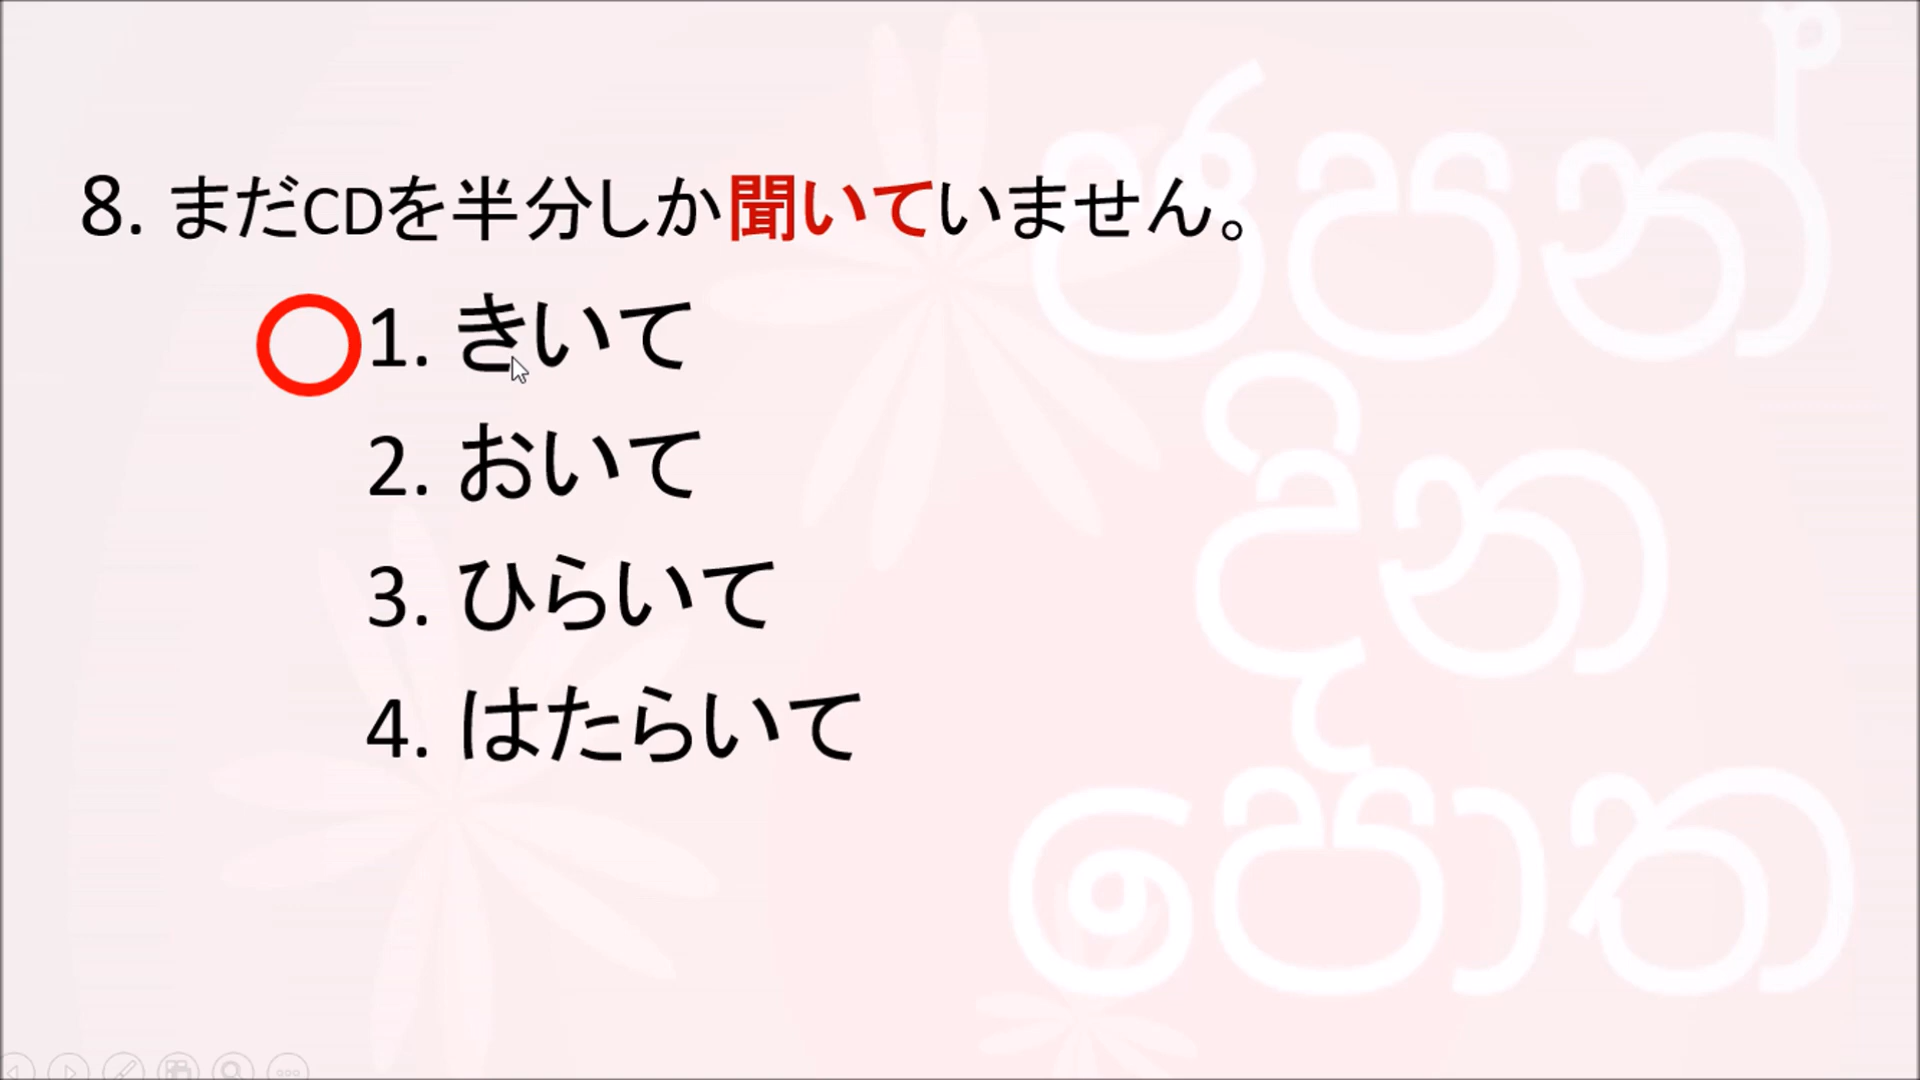 8. まだCDを半分しか聞いていません。
1. きいて
2. おいて
3. ひらいて
4. はたらいて
ජපන්
දින
පොත